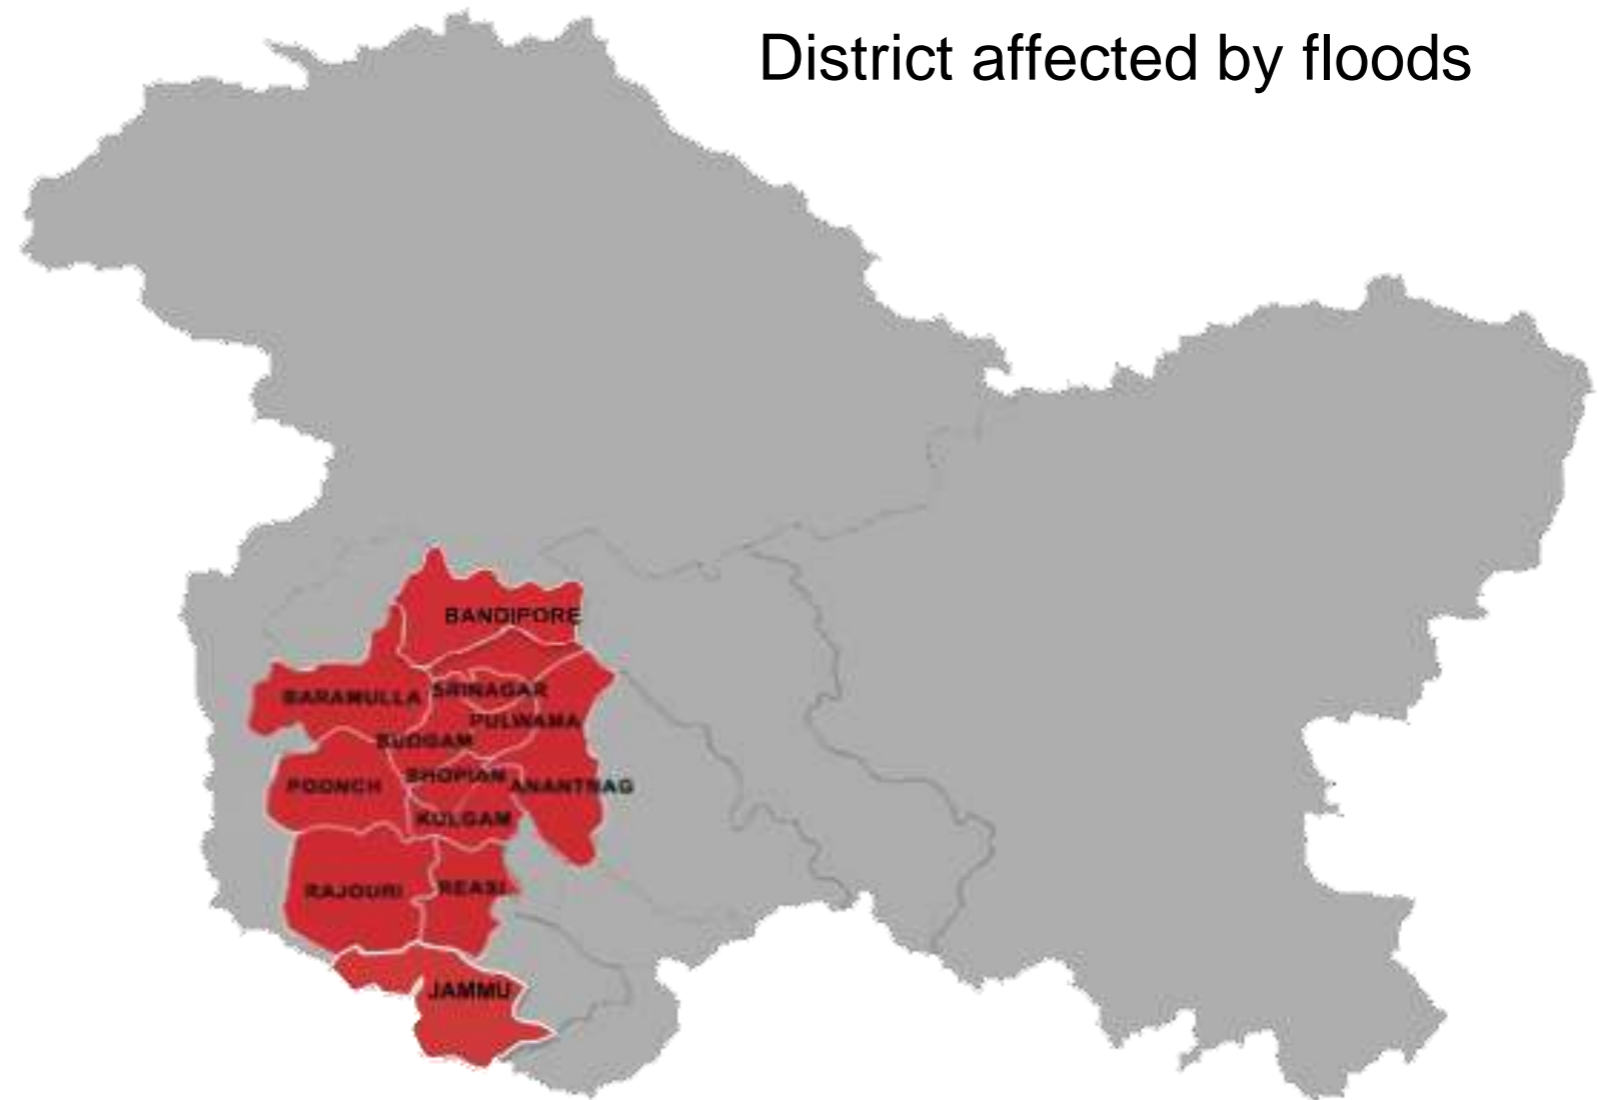 District affected by floods
BANDIPORE
BARAMULLA
SRINAGAR
PULWAMA
BUDGAM
SHOPIAN
POONCH
ANANTNAG
KULGAM
RAJOURI
REASI
JAMMU